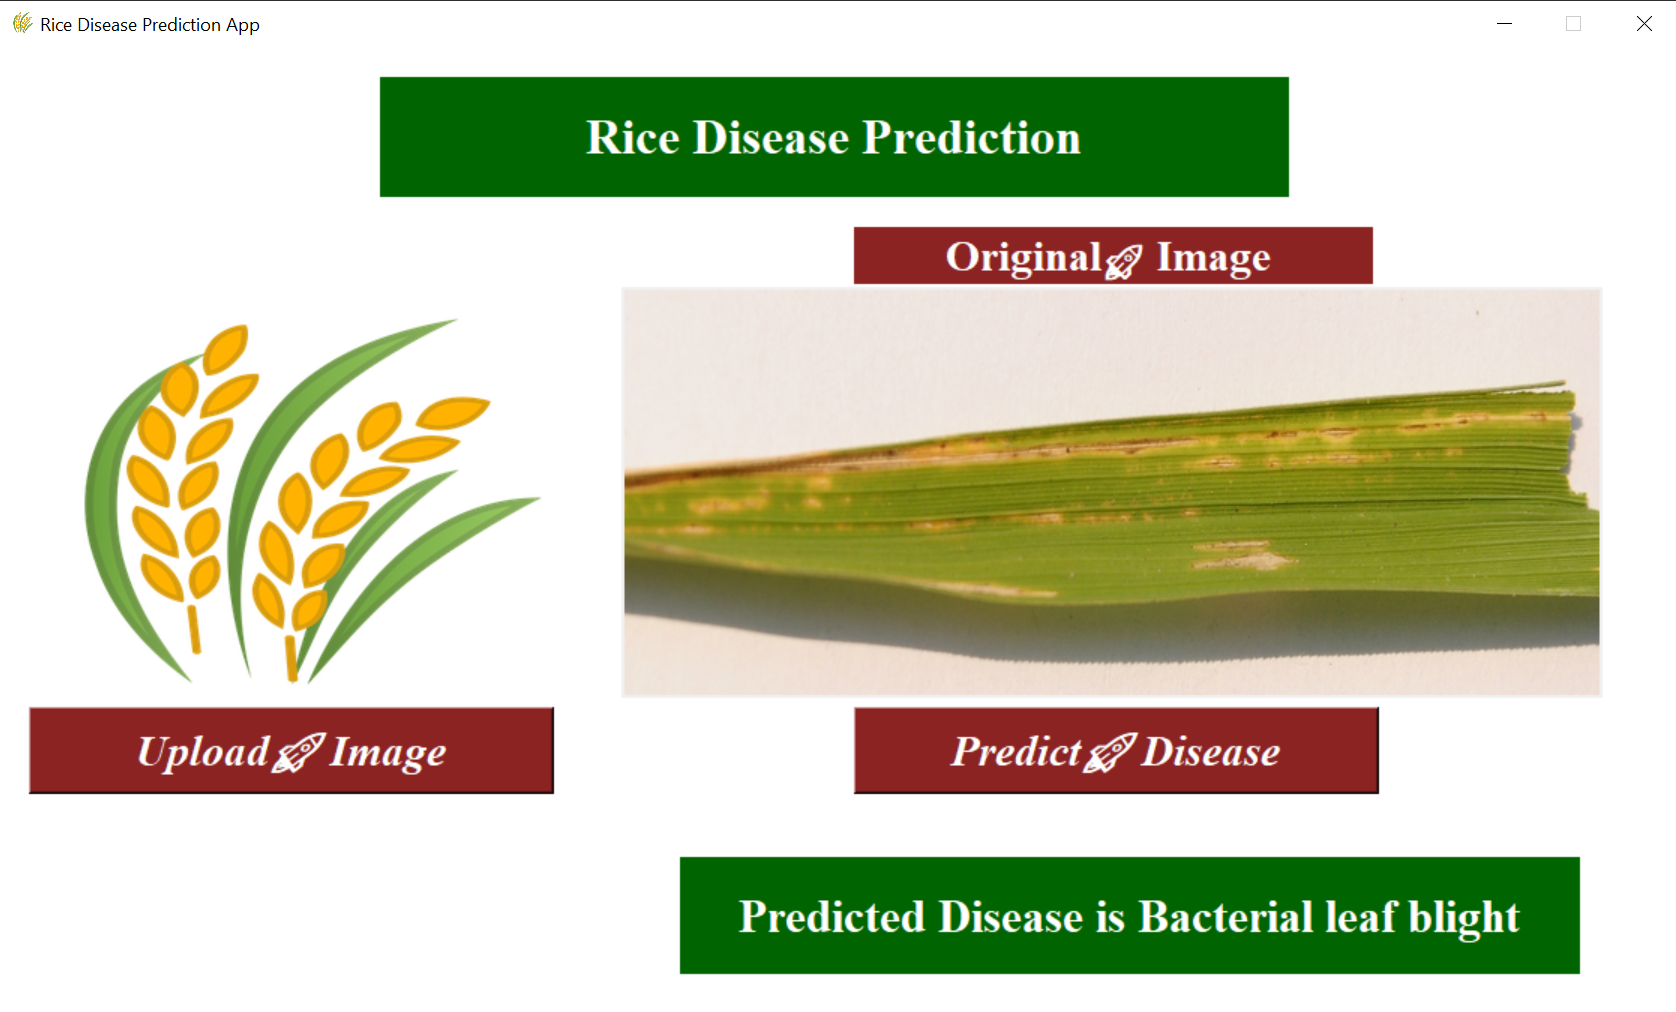 Rice Disease Prediction App
Rice Disease Prediction
Original🚀 Image
Upload🚀Image
Predict🚀Disease
Predicted Disease is Bacterial leaf blight